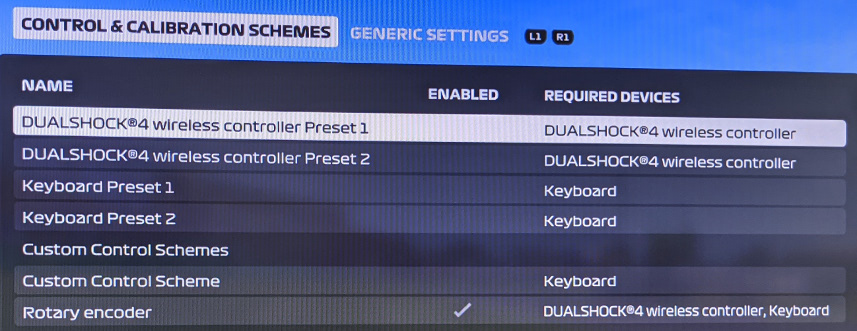 CONTROL & CALIBRATION SCHEMES GENERIC SETTINGS L1 R1
NAME ENABLED REQUIRED DEVICES
DUALSHOCK®4 wireless controller Preset 1 DUALSHOCK®4 wireless controller
DUALSHOCK®4 wireless controller Preset 2 DUALSHOCK®4 wireless controller
Keyboard Preset 1 Keyboard
Keyboard Preset 2 Keyboard
Custom Control Schemes
Custom Control Scheme Keyboard
Rotary encoder ✓ DUALSHOCK®4 wireless controller, Keyboard